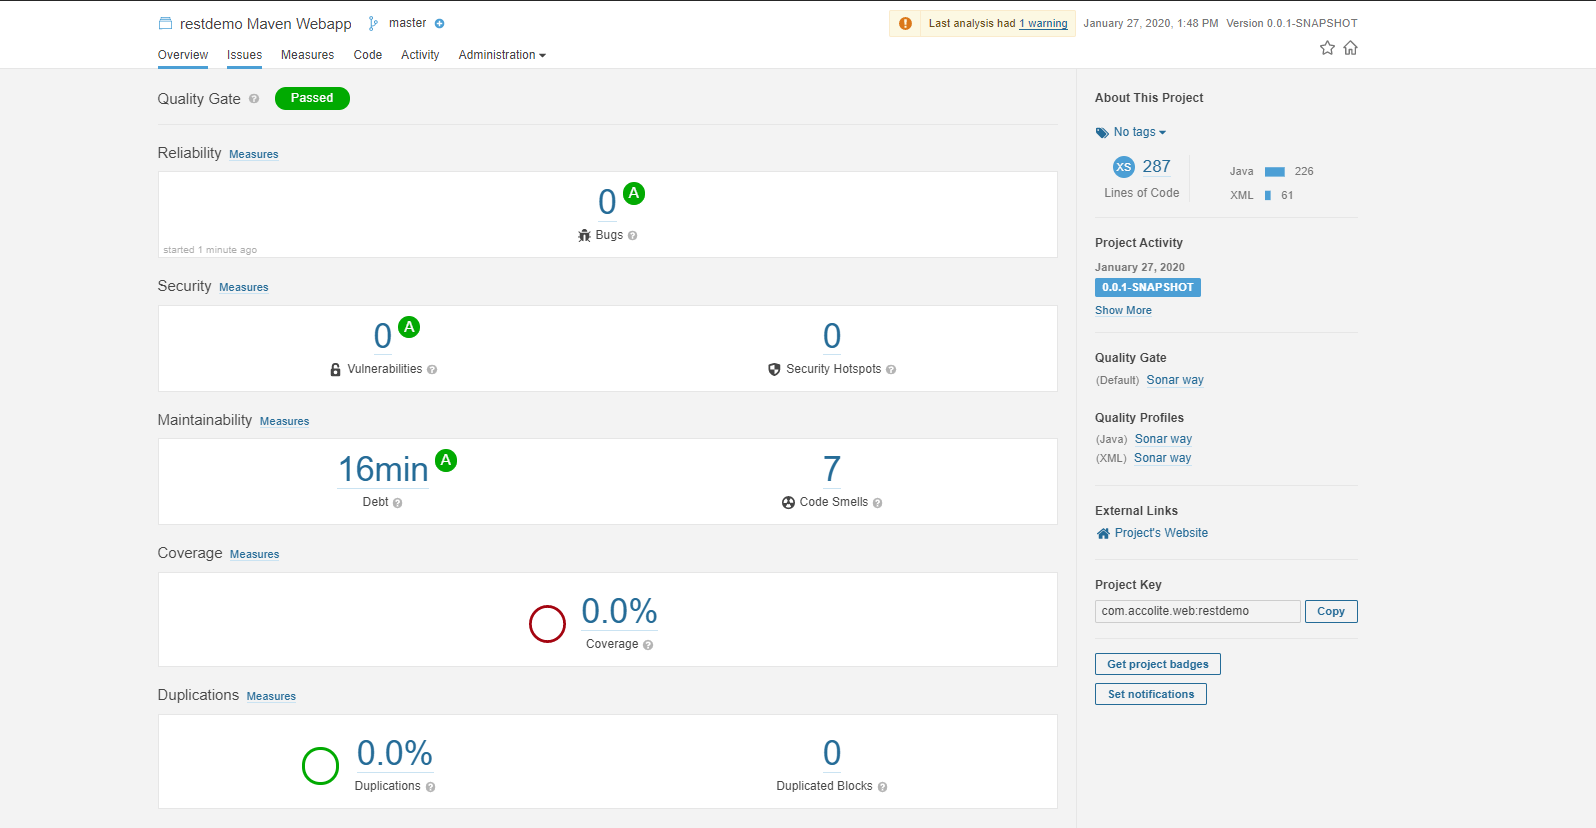 restdemo Maven Webapp master
Last analysis had 1 warning January 27, 2020, 1:48 PM Version 0.0.1-SNAPSHOT
Overview Issues Measures Code Activity Administration
Quality Gate ? Passed
Reliability Measures
0 A
Bugs ?
started 1 minute ago
Security Measures
0 A
Vulnerabilities ?
0
Security Hotspots ?
Maintainability Measures
16min A
Debt ?
7
Code Smells ?
Coverage Measures
0.0%
Coverage ?
Duplications Measures
0.0%
Duplications ?
0
Duplicated Blocks ?
About This Project
No tags
XS 287
Lines of Code
Java 226
XML 61
Project Activity
January 27, 2020
0.0.1-SNAPSHOT
Show More
Quality Gate
(Default) Sonar way
Quality Profiles
(Java) Sonar way
(XML) Sonar way
External Links
Project's Website
Project Key
com.accolite.web:restdemo Copy
Get project badges
Set notifications